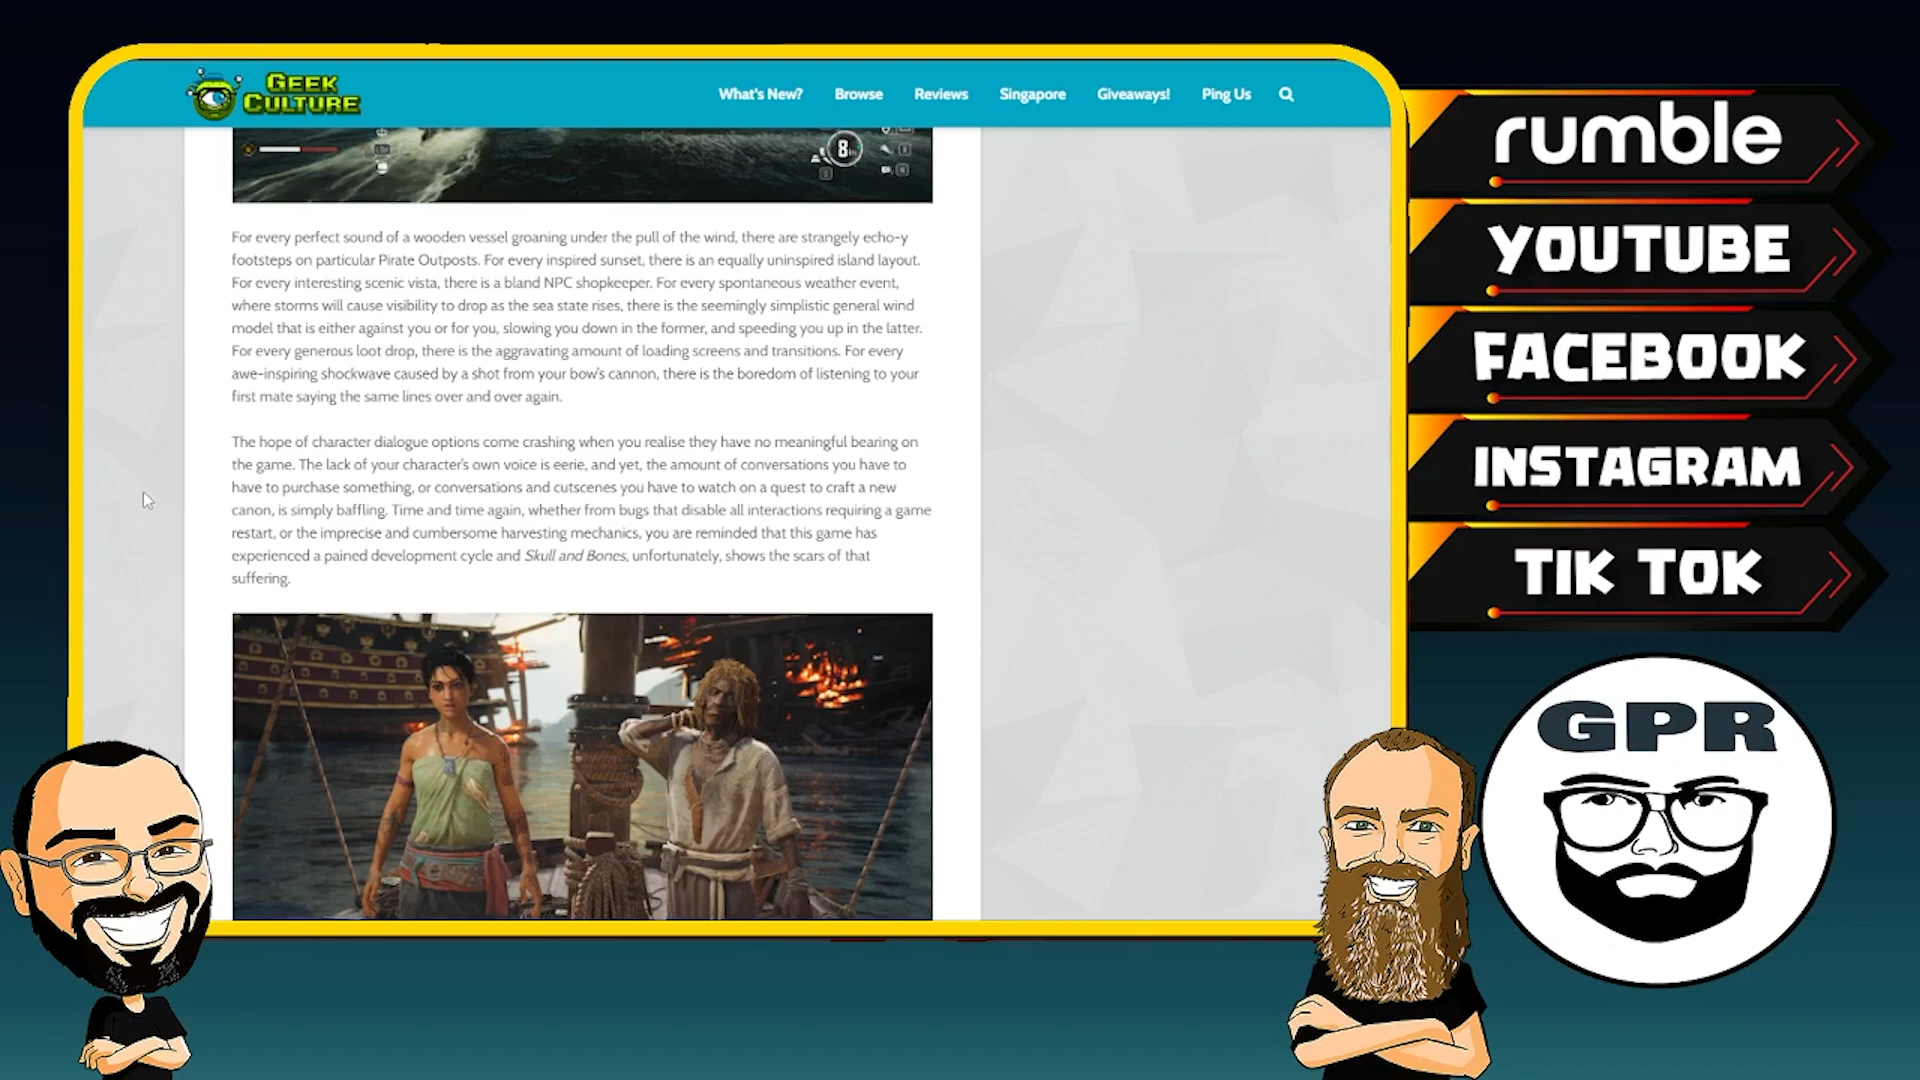 GEEK
CULTURE
What's New?
Browse
Reviews
Singapore
Giveaways!
Ping Us
8
For every perfect sound of a wooden vessel groaning under the pull of the wind, there are strangely echo-y
footsteps on particular Pirate Outposts. For every inspired sunset, there is an equally uninspired island layout.
For every interesting scenic vista, there is a bland NPC shopkeeper. For every spontaneous weather event,
where storms will cause visibility to drop as the sea state rises, there is the seemingly simplistic general wind
model that is either against you or for you, slowing you down in the former, and speeding you up in the latter.
For every generous loot drop, there is the aggravating amount of loading screens and transitions. For every
awe-inspiring shockwave caused by a shot from your bow's cannon, there is the boredom of listening to your
first mate saying the same lines over and over again.
The hope of character dialogue options come crashing when you realise they have no meaningful bearing on
the game. The lack of your character's own voice is eerie, and yet, the amount of conversations you have to
have to purchase something, or conversations and cutscenes you have to watch on a quest to craft a new
canon, is simply baffling. Time and time again, whether from bugs that disable all interactions requiring a game
restart, or the imprecise and cumbersome harvesting mechanics, you are reminded that this game has
experienced a pained development cycle and Skull and Bones, unfortunately, shows the scars of that
suffering.
rumble
YOUTUBE
FACEBOOK
INSTAGRAM
TIK TOK
GPR